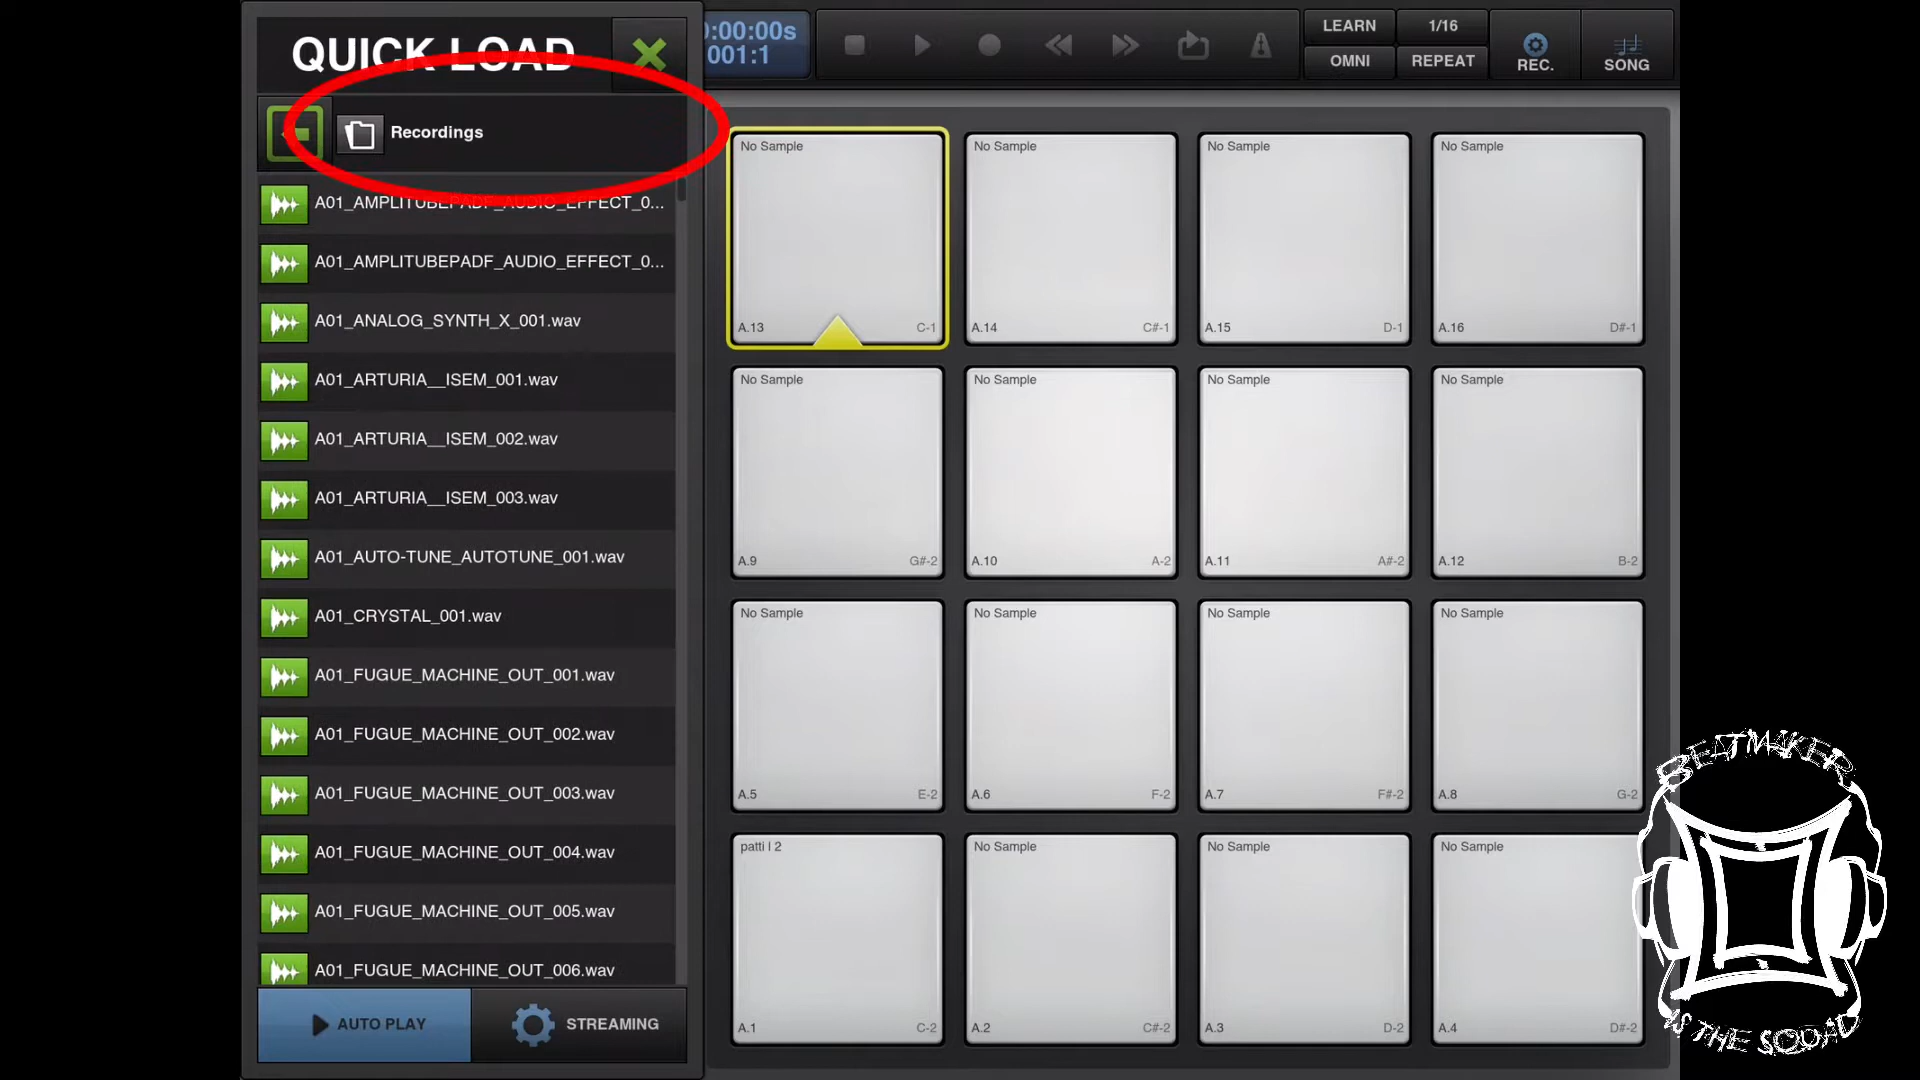 QUICK LOAD
0:00:00s
001:1
LEARN
1/16
OMNI
REPEAT
REC.
SONG
Recordings
A01_AMPLITUBEPADF_AUDIO_EFFECT_0...
A01_AMPLITUBEPADF_AUDIO_EFFECT_0...
A01_ANALOG_SYNTH_X_001.wav
A01_ARTURIA__ISEM_001.wav
A01_ARTURIA__ISEM_002.wav
A01_ARTURIA__ISEM_003.wav
A01_AUTO-TUNE_AUTOTUNE_001.wav
A01_CRYSTAL_001.wav
A01_FUGUE_MACHINE_OUT_001.wav
A01_FUGUE_MACHINE_OUT_002.wav
A01_FUGUE_MACHINE_OUT_003.wav
A01_FUGUE_MACHINE_OUT_004.wav
A01_FUGUE_MACHINE_OUT_005.wav
A01_FUGUE_MACHINE_OUT_006.wav
AUTO PLAY
STREAMING
No Sample
A.13 C-1
No Sample
A.14 C#-1
No Sample
A.15 D-1
No Sample
A.16 D#-1
No Sample
A.9 G#-2
No Sample
A.10 A-2
No Sample
A.11 A#-2
No Sample
A.12 B-2
No Sample
A.5 E-2
No Sample
A.6 F-2
No Sample
A.7 F#-2
No Sample
A.8 G-2
patti l 2
A.1 C-2
No Sample
A.2 C#-2
No Sample
A.3 D-2
No Sample
A.4 D#-2
BEATMAKER
IS THE SQUAD